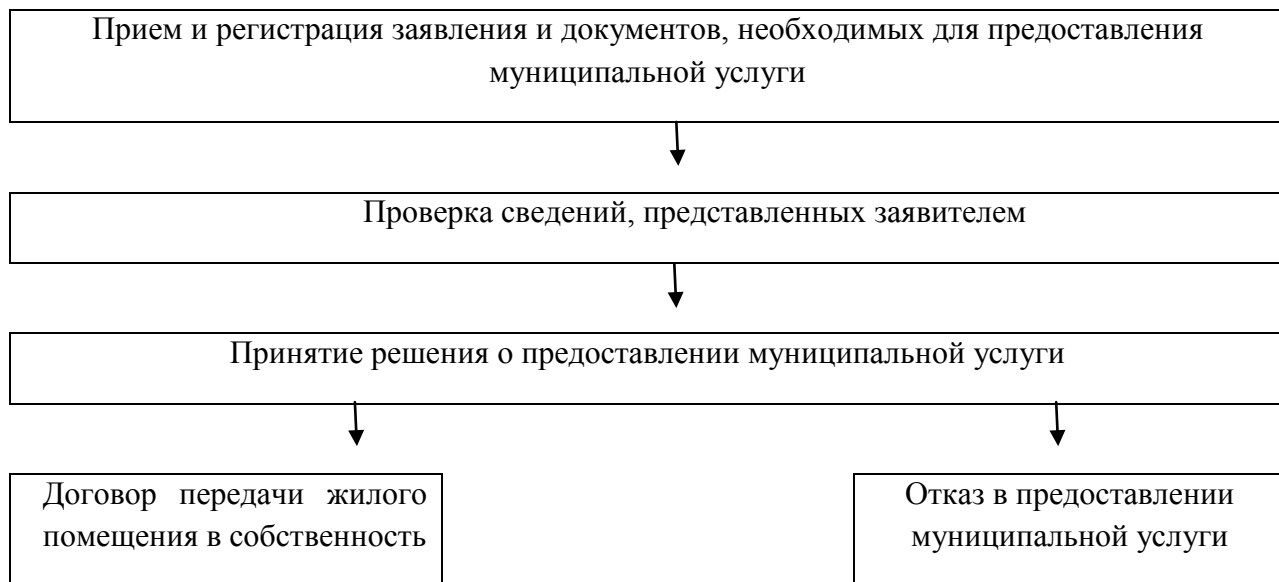 Прием и регистрация заявления и документов, необходимых для предоставления
муниципальной услуги
Проверка сведений, представленных заявителем
Принятие решения о предоставлении муниципальной услуги
Договор передачи жилого
помещения в собственность
Отказ в предоставлении
муниципальной услуги